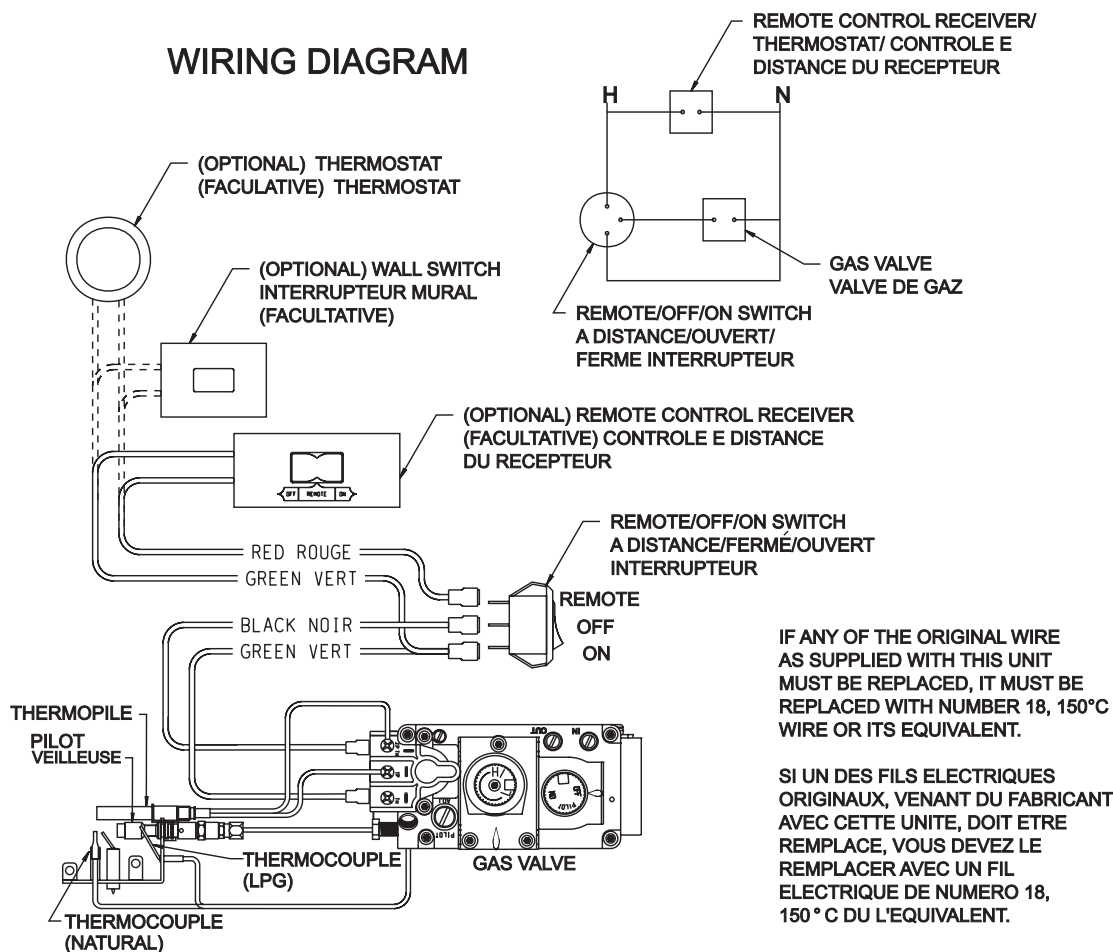 WIRING DIAGRAM
REMOTE CONTROL RECEIVER/
THERMOSTAT/ CONTROLE E
DISTANCE DU RECEPTEUR
H
N
(OPTIONAL) THERMOSTAT
(FACULATIVE) THERMOSTAT
(OPTIONAL) WALL SWITCH
INTERRUPTEUR MURAL
(FACULTATIVE)
GAS VALVE
VALVE DE GAZ
REMOTE/OFF/ON SWITCH
A DISTANCE/OUVERT/
FERME INTERRUPTEUR
(OPTIONAL) REMOTE CONTROL RECEIVER
(FACULTATIVE) CONTROLE E DISTANCE
DU RECEPTEUR
OFF REMOTE ON
REMOTE/OFF/ON SWITCH
A DISTANCE/FERMÉ/OUVERT
INTERRUPTEUR
RED ROUGE
GREEN VERT
BLACK NOIR
GREEN VERT
REMOTE
OFF
ON
IF ANY OF THE ORIGINAL WIRE
AS SUPPLIED WITH THIS UNIT
MUST BE REPLACED, IT MUST BE
REPLACED WITH NUMBER 18, 150°C
WIRE OR ITS EQUIVALENT.
SI UN DES FILS ELECTRIQUES
ORIGINAUX, VENANT DU FABRICANT
AVEC CETTE UNITE, DOIT ETRE
REMPLACE, VOUS DEVEZ LE
REMPLACER AVEC UN FIL
ELECTRIQUE DE NUMERO 18,
150° C DU L'EQUIVALENT.
THERMOPILE
PILOT
VEILLEUSE
OUT
IN
HI
PILOT
OFF
PILOT
ADJ
GAS VALVE
THERMOCOUPLE
(LPG)
THERMOCOUPLE
(NATURAL)